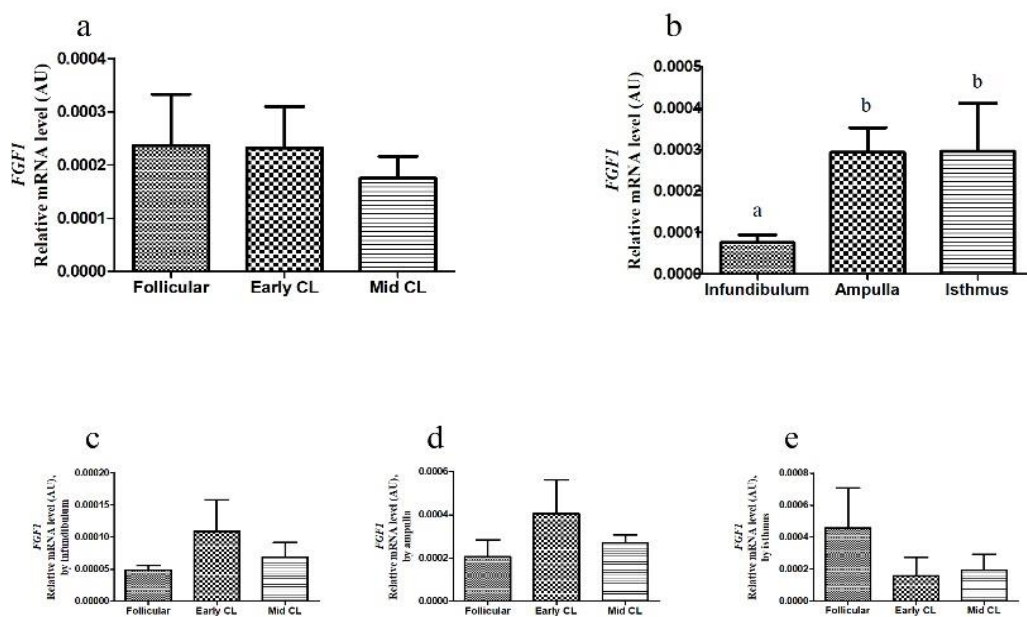 a
FGF1
Relative mRNA level (AU)
0.0004
0.0003
0.0002
0.0001
0.0000
Follicular Early CL Mid CL
b
FGF1
Relative mRNA level (AU)
0.0005
0.0004
0.0003
0.0002
0.0001
0.0000
a
b
b
Infundibulum Ampulla Isthmus
c
FGF1
Relative mRNA level (AU),
by infundibulum
0.00020
0.00015
0.00010
0.00005
0.00000
Follicular Early CL Mid CL
d
FGF1
Relative mRNA level (AU),
by ampulla
0.0006
0.0004
0.0002
0.0000
Follicular Early CL Mid CL
e
FGF1
Relative mRNA level (AU),
by isthmus
0.0008
0.0006
0.0004
0.0002
0.0000
Follicular Early CL Mid CL